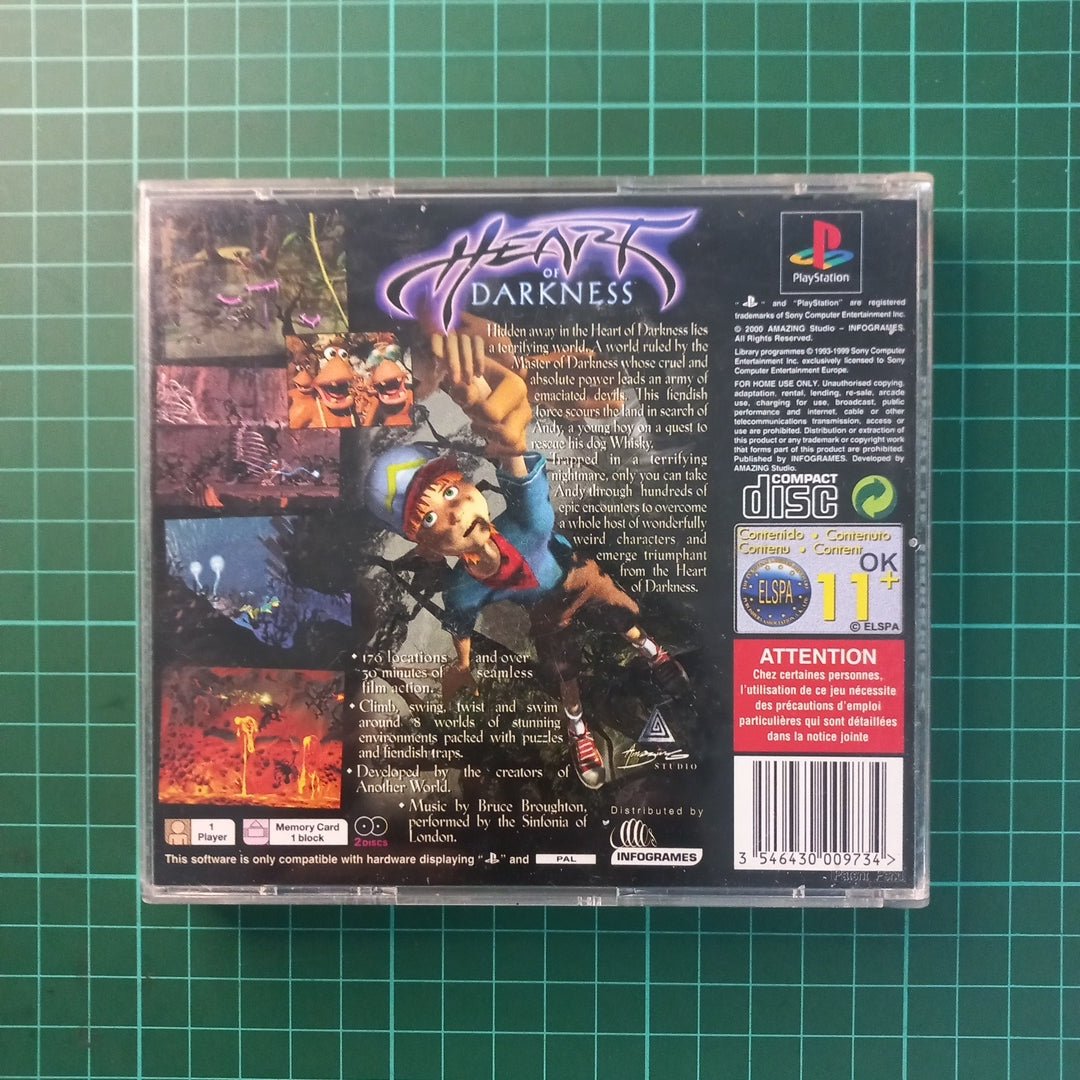 HEART
OF
DARKNESS
Hidden away in the Heart of Darkness lies
a terrifying world. A world ruled by the
Master of Darkness whose cruel and
absolute power leads an army of
emaciated devils. This fiendish
force scours the land in search of
Andy, a young boy on a quest to
rescue his dog Whisky.
Trapped in a terrifying
nightmare, only you can take
Andy through hundreds of
epic encounters to overcome
a whole host of wonderfully
weird characters and
emerge triumphant
from the Heart
of Darkness.
• 176 locations and over
30 minutes of seamless
film action.
• Climb, swing, twist and swim
around 8 worlds of stunning
environments packed with puzzles
and fiendish traps.
• Developed by the creators of
Another World.
• Music by Bruce Broughton,
performed by the Sinfonia of
London.
Amazing
STUDIO
Distributed by
INFOGRAMES
1
Player
Memory Card
1 block
2 DISCS
This software is only compatible with hardware displaying " " and PAL
PlayStation
" " and "PlayStation" are registered
trademarks of Sony Computer Entertainment Inc.
© 2000 AMAZING Studio – INFOGRAMES.
All Rights Reserved.
Library programmes © 1993-1999 Sony Computer
Entertainment Inc. exclusively licensed to Sony
Computer Entertainment Europe.
FOR HOME USE ONLY. Unauthorised copying,
adaptation, rental, lending, re-sale, arcade
use, charging for use, broadcast, public
performance and internet, cable or other
telecommunications transmission, access or
use are prohibited. Distribution or extraction of
this product or any trademark or copyright work
that forms part of this product are prohibited.
Published by INFOGRAMES. Developed by
AMAZING Studio.
COMPACT
disc
Contenido • Contenuto
Contenu • Content
OK
ELSPA
11+
© ELSPA
ATTENTION
Chez certaines personnes,
l'utilisation de ce jeu nécessite
des précautions d'emploi
particulières qui sont détaillées
dans la notice jointe
3 546430 009734 >